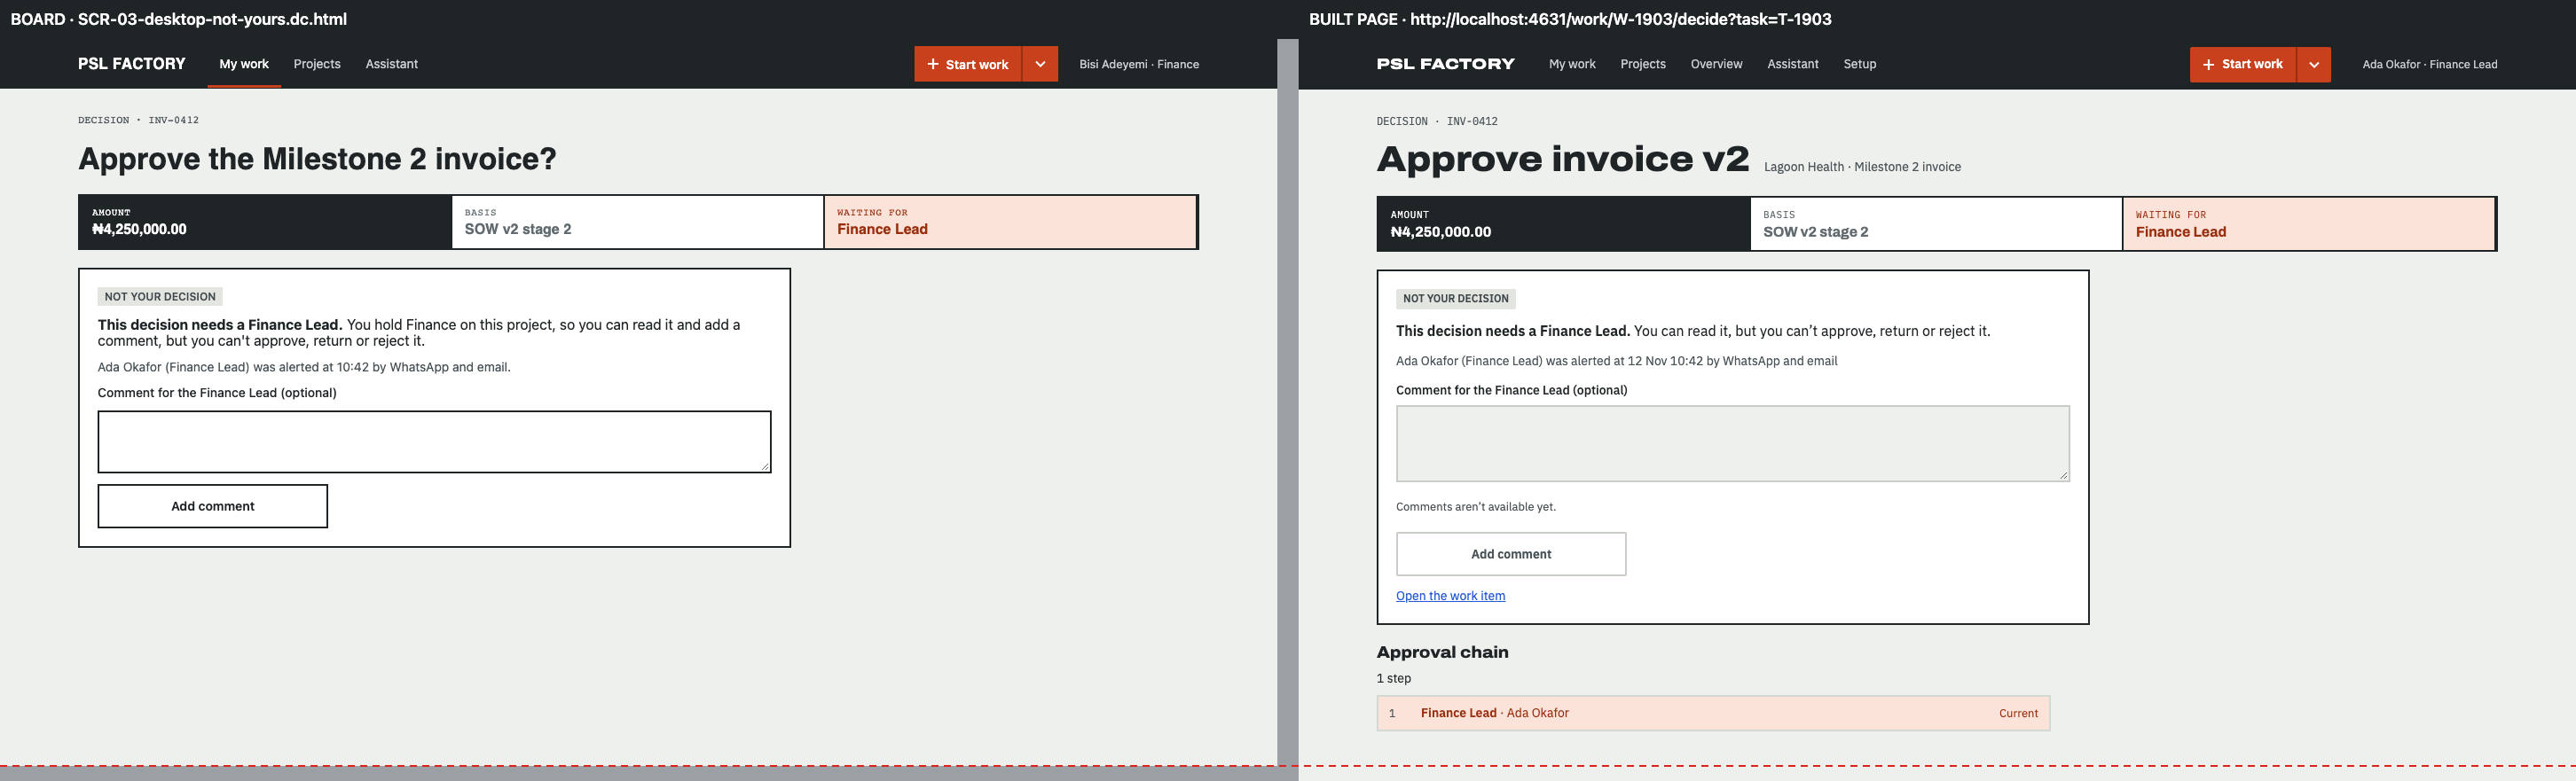 BOARD · SCR-03-desktop-not-yours.dc.html
PSL FACTORY My work Projects Assistant + Start work Bisi Adeyemi · Finance
DECISION · INV-0412
Approve the Milestone 2 invoice?
AMOUNT BASIS WAITING FOR
₦4,250,000.00 SOW v2 stage 2 Finance Lead
NOT YOUR DECISION
This decision needs a Finance Lead. You hold Finance on this project, so you can read it and add a
comment, but you can't approve, return or reject it.
Ada Okafor (Finance Lead) was alerted at 10:42 by WhatsApp and email.
Comment for the Finance Lead (optional)
Add comment
BUILT PAGE · http://localhost:4631/work/W-1903/decide?task=T-1903
PSL FACTORY My work Projects Overview Assistant Setup + Start work Ada Okafor · Finance Lead
DECISION · INV-0412
Approve invoice v2 Lagoon Health · Milestone 2 invoice
AMOUNT BASIS WAITING FOR
₦4,250,000.00 SOW v2 stage 2 Finance Lead
NOT YOUR DECISION
This decision needs a Finance Lead. You can read it, but you can’t approve, return or reject it.
Ada Okafor (Finance Lead) was alerted at 12 Nov 10:42 by WhatsApp and email
Comment for the Finance Lead (optional)
Comments aren’t available yet.
Add comment
Open the work item
Approval chain
1 step
1 Finance Lead · Ada Okafor Current